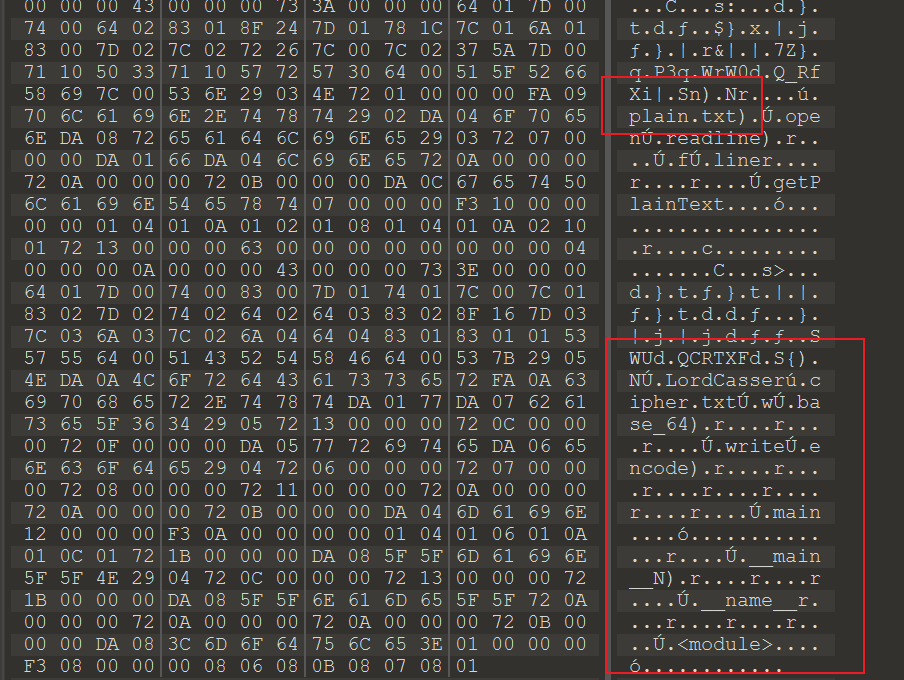 00 00 00 43 00 00 00 73 3A 00 00 00 64 01 7D 00 ...C...s:...d.}.
74 00 64 02 83 01 8F 24 7D 01 78 1C 7C 01 6A 01 t.d.ƒ..$}.x.|.j.
83 00 7D 02 7C 02 72 26 7C 00 7C 02 37 5A 7D 00 ƒ.}.|.r&|.|.7Z}.
71 10 50 33 71 10 57 72 57 30 64 00 51 5F 52 66 q.P3q.WrW0d.Q_Rf
58 69 7C 00 53 6E 29 03 4E 72 01 00 00 00 FA 09 Xi|.Sn).Nr....ú.
70 6C 61 69 6E 2E 74 78 74 29 02 DA 04 6F 70 65 plain.txt).Ú.ope
6E DA 08 72 65 61 64 6C 69 6E 65 29 03 72 07 00 nÚ.readline).r..
00 00 DA 01 66 DA 04 6C 69 6E 65 72 0A 00 00 00 ..Ú.fÚ.liner....
72 0A 00 00 00 72 0B 00 00 00 DA 0C 67 65 74 50 r....r....Ú.getP
6C 61 69 6E 54 65 78 74 07 00 00 00 F3 10 00 00 lainText....ó...
00 00 01 04 01 0A 01 02 01 08 01 04 01 0A 02 10 ................
01 72 13 00 00 00 63 00 00 00 00 00 00 00 00 04 .r....c.........
00 00 00 0A 00 00 00 43 00 00 00 73 3E 00 00 00 .......C...s>...
64 01 7D 00 74 00 83 00 7D 01 74 01 7C 00 7C 01 d.}.t.ƒ.}.t.|.|.
83 02 7D 02 74 02 64 02 64 03 83 02 8F 16 7D 03 ƒ.}.t.d.d.ƒ...}.
7C 03 6A 03 7C 02 6A 04 64 04 83 01 83 01 01 53 |.j.|.j.d.ƒ.ƒ..S
57 55 64 00 51 43 52 54 58 46 64 00 53 7B 29 05 WUd.QCRTXFd.S{).
4E DA 0A 4C 6F 72 64 43 61 73 73 65 72 FA 0A 63 NÚ.LordCasserú.c
69 70 68 65 72 2E 74 78 74 DA 01 77 DA 07 62 61 ipher.txtÚ.wÚ.ba
73 65 5F 36 34 29 05 72 13 00 00 00 72 0C 00 00 se_64).r....r...
00 72 0F 00 00 00 DA 05 77 72 69 74 65 DA 06 65 .r....Ú.writeÚ.e
6E 63 6F 64 65 29 04 72 06 00 00 00 72 07 00 00 ncode).r....r...
00 72 08 00 00 00 72 11 00 00 00 72 0A 00 00 00 .r....r....r....
72 0A 00 00 00 72 0B 00 00 00 DA 04 6D 61 69 6E r....r....Ú.main
12 00 00 00 F3 0A 00 00 00 00 01 04 01 06 01 0A ....ó...........
01 0C 01 72 1B 00 00 00 DA 08 5F 5F 6D 61 69 6E ...r....Ú.__main
5F 5F 4E 29 04 72 0C 00 00 00 72 13 00 00 00 72 __N).r....r....r
1B 00 00 00 DA 08 5F 5F 6E 61 6D 65 5F 5F 72 0A ....Ú.__name__r.
00 00 00 72 0A 00 00 00 72 0A 00 00 00 72 0B 00 ...r....r....r..
00 00 DA 08 3C 6D 6F 64 75 6C 65 3E 01 00 00 00 ..Ú.<module>....
F3 08 00 00 00 08 06 08 0B 08 07 08 01 ó............